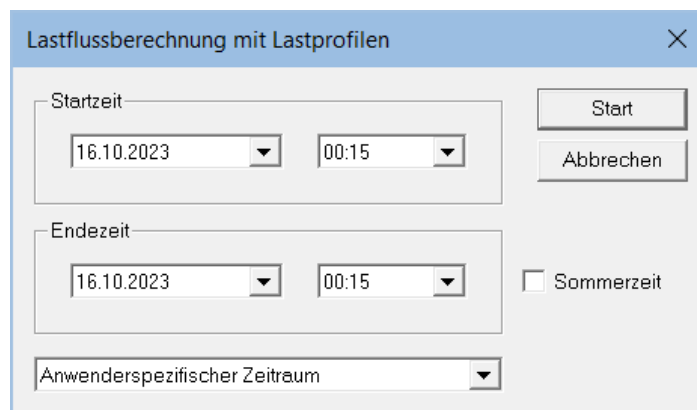 Lastflussberechnung mit Lastprofilen
Startzeit
16.10.2023 00:15
Start
Abbrechen
Endezeit
16.10.2023 00:15
Sommerzeit
Anwenderspezifischer Zeitraum